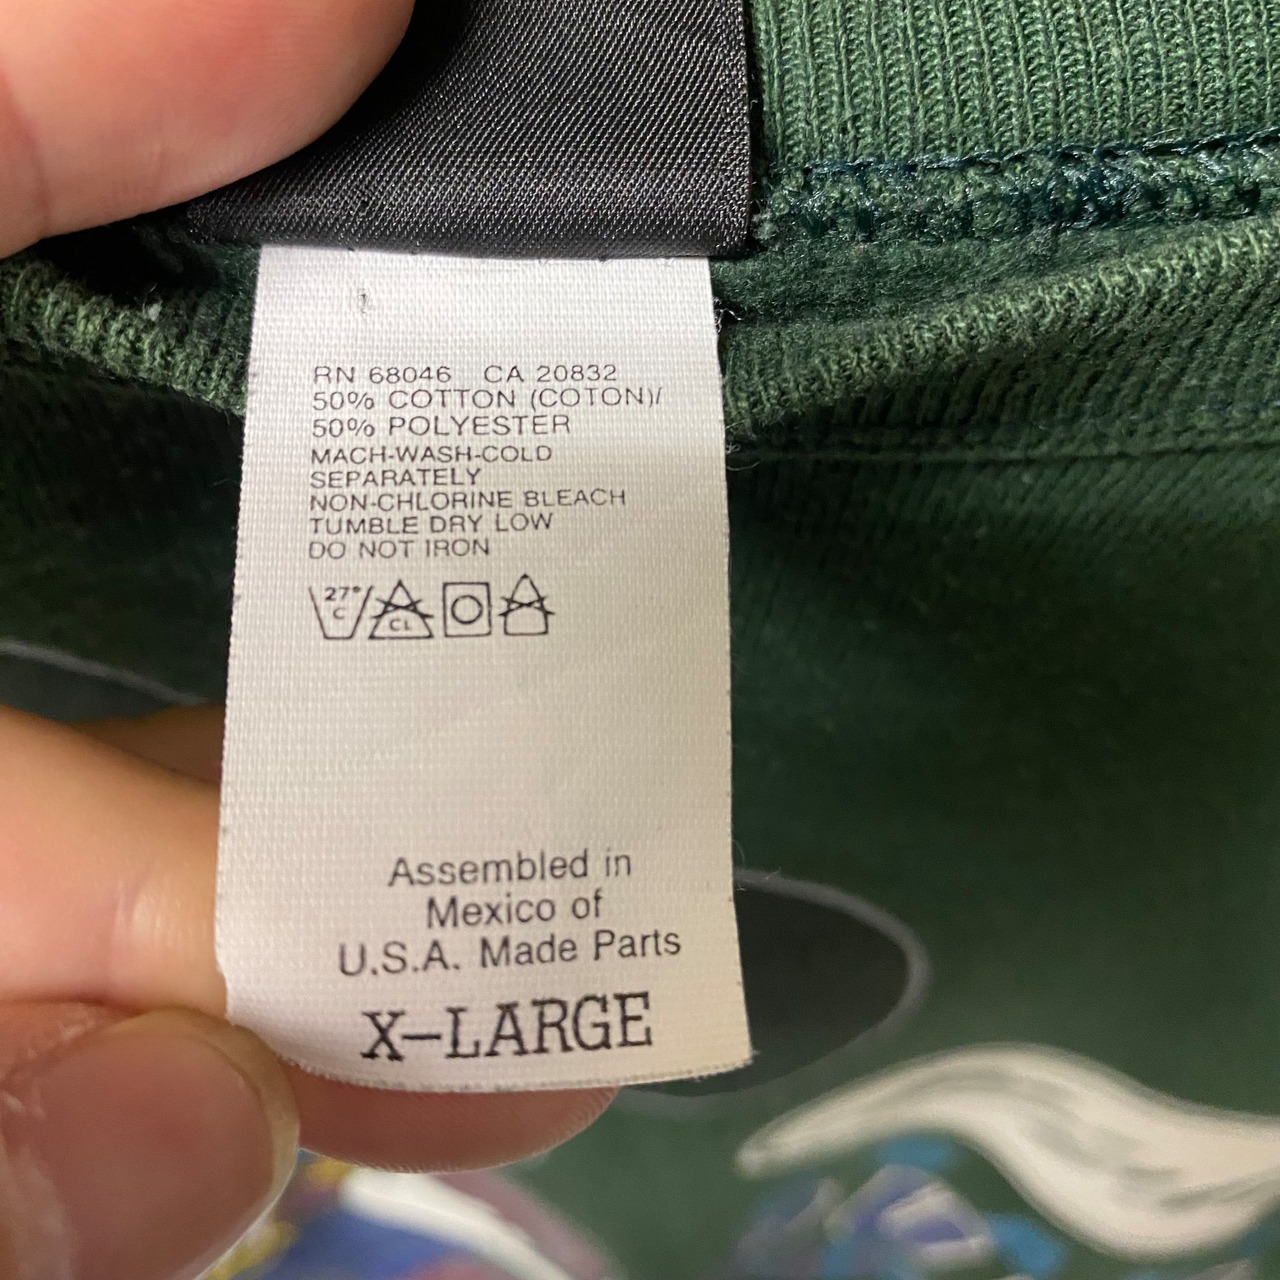 RN 68046 CA 20832
50% COTTON (COTON)/
50% POLYESTER
MACH-WASH-COLD
SEPARATELY
NON-CHLORINE BLEACH
TUMBLE DRY LOW
DO NOT IRON
27°
C
CL
Assembled in
Mexico of
U.S.A. Made Parts
X-LARGE